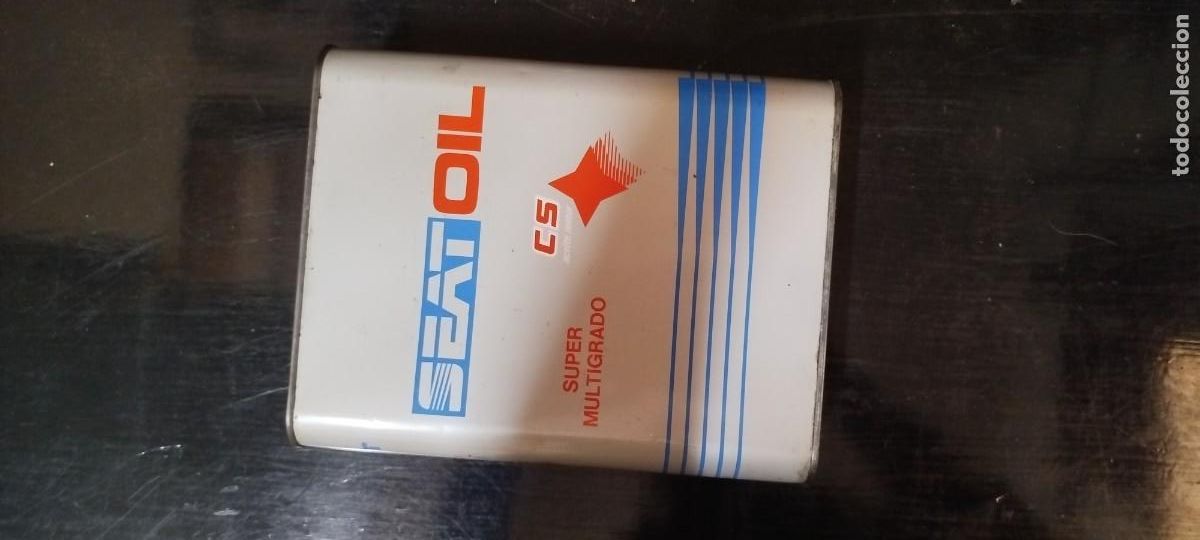 SEAT OIL
CS
SUPER
MULTIGRADO
todocoleccion